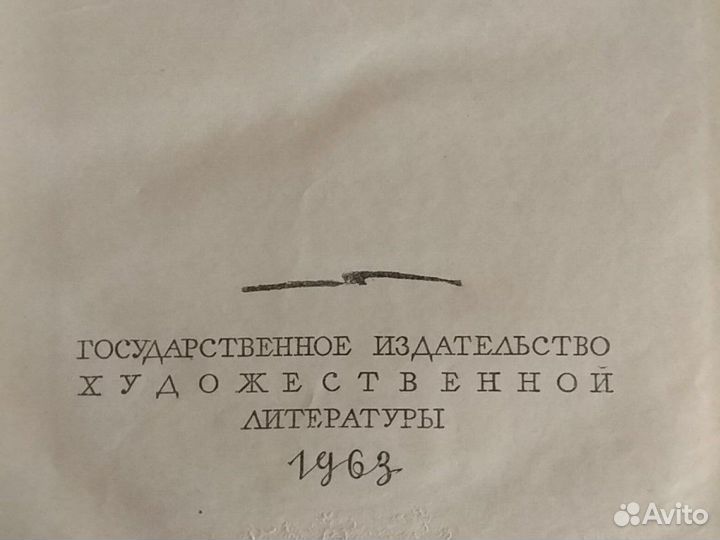 ГОСУДАРСТВЕННОЕ ИЗДАТЕЛЬСТВО
ХУДОЖЕСТВЕННОЙ
ЛИТЕРАТУРЫ
1963
Avito